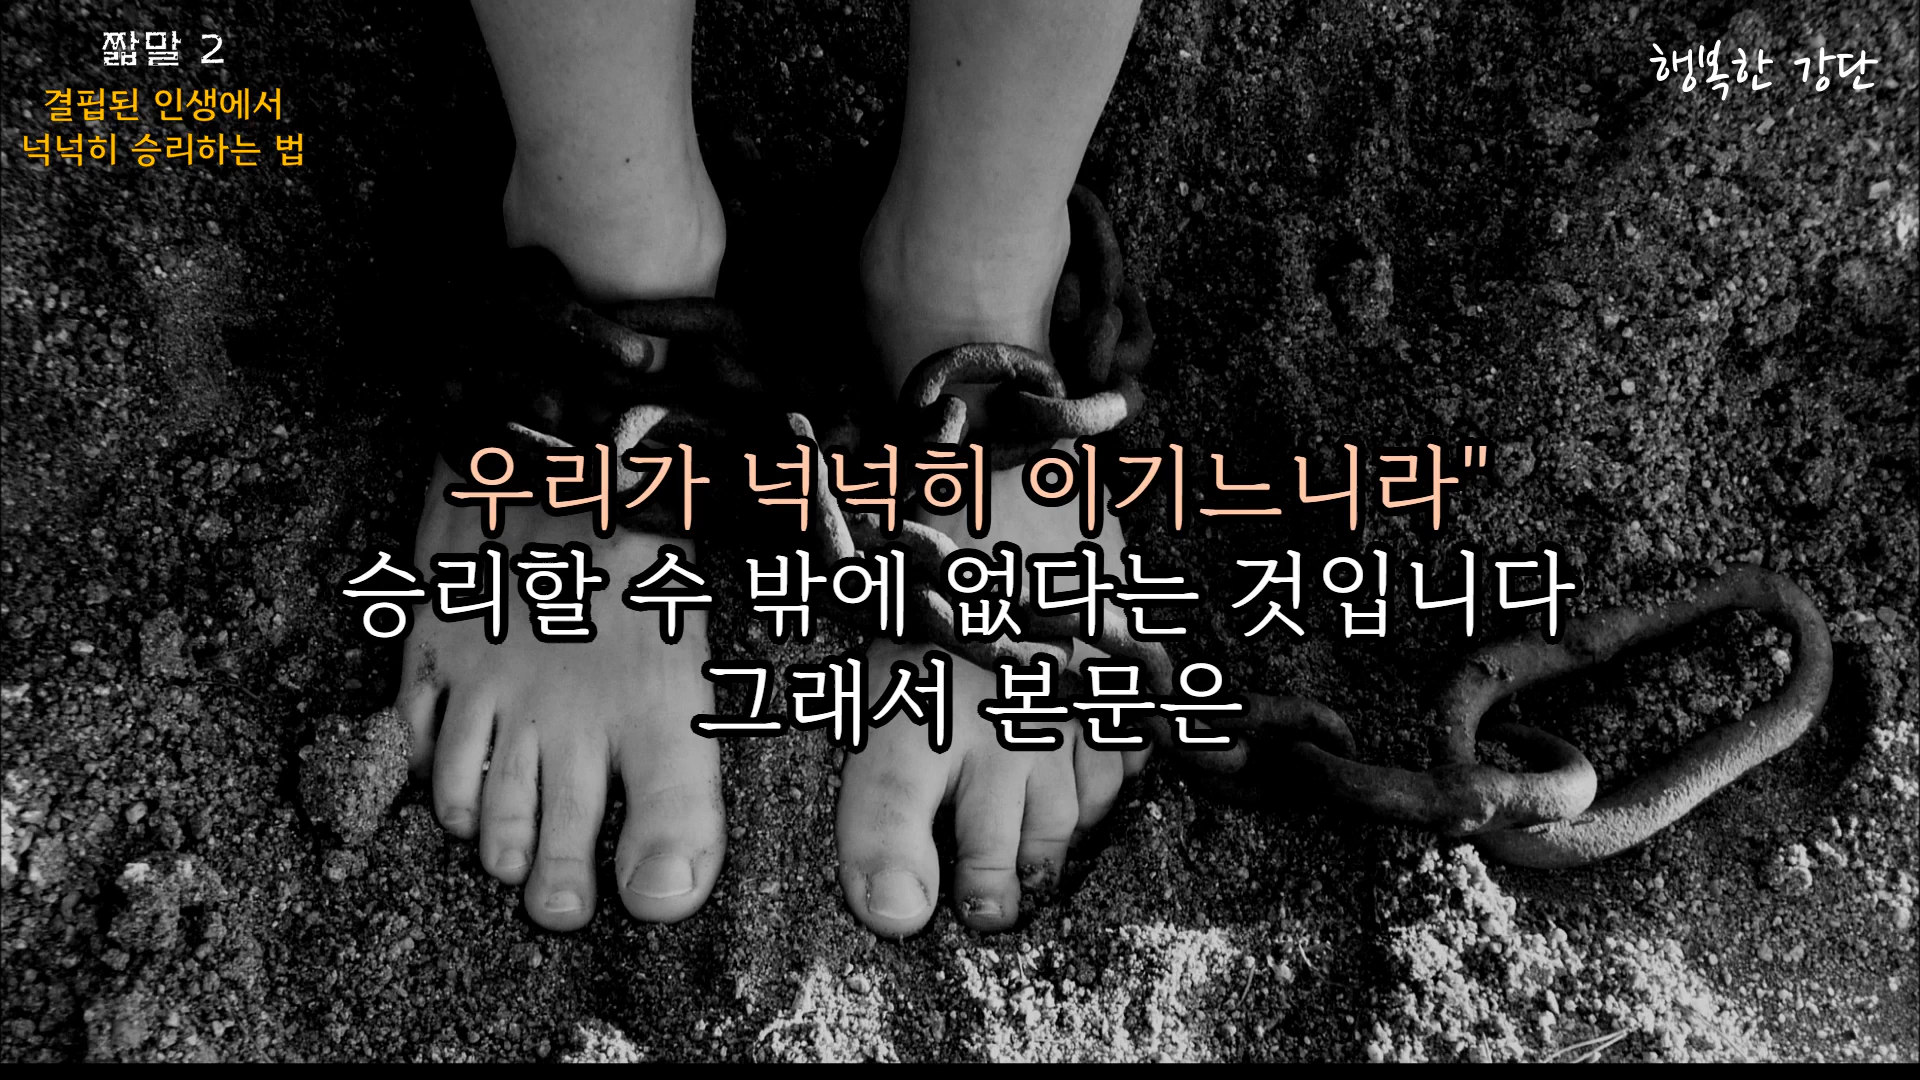 짧말 2
결핍된 인생에서
넉넉히 승리하는 법
행복한 강단
우리가 넉넉히 이기느니라"
승리할 수 밖에 없다는 것입니다
그래서 본문은